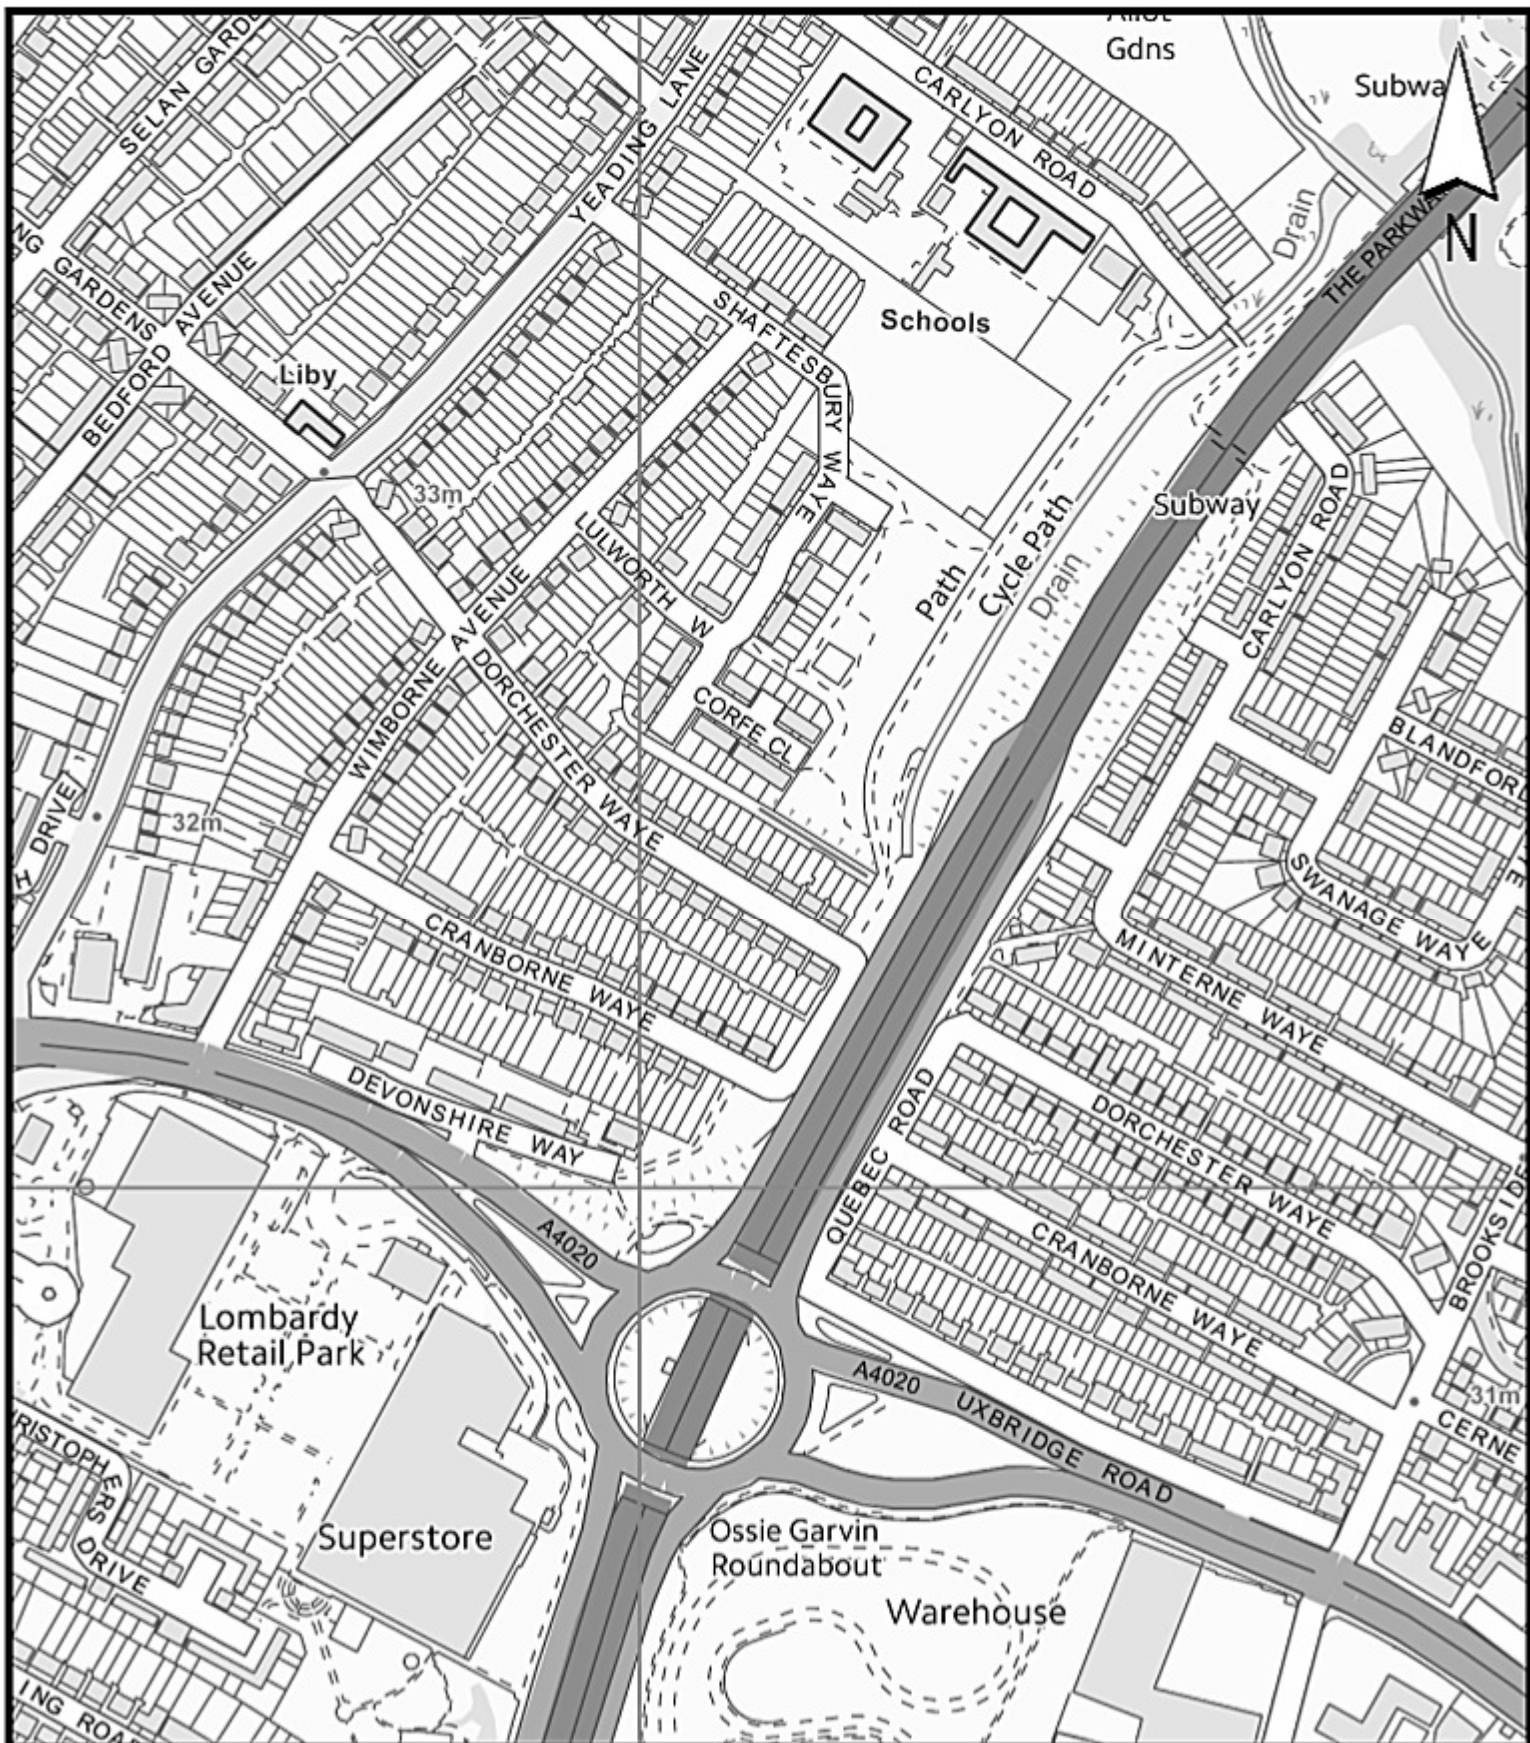 Gdns
SELAN GARD
CARLYON ROAD
YEADING LANE
Subwa
N
Drain
THE PARKWA
NG GARDENS
BEDFORD AVENUE
Liby
SHAFTESBURY WAYE
Schools
33m
Subway
CARLYON ROAD
LULWORTH W
Path
Cycle Path
Drain
WIMBORNE AVENUE
DORCHESTER WAYE
CORFE CL
BLANDFORD
32m
DRIVE
H
SWANAGE WAYE
CRANBORNE WAYE
MINTERNE WAYE
DEVONSHIRE WAY
QUEBEC ROAD
DORCHESTER WAYE
BROOKSIDE
A4020
CRANBORNE WAYE
Lombardy
Retail Park
A4020
UXBRIDGE ROAD
31m
CERNE
RISTOPHERS DRIVE
Superstore
Ossie Garvin
Roundabout
Warehouse
ING ROA